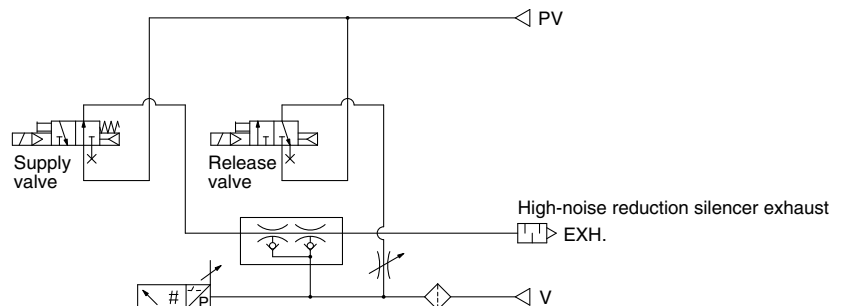 PV
Supply
valve
Release
valve
High-noise reduction silencer exhaust
EXH.
# P
V